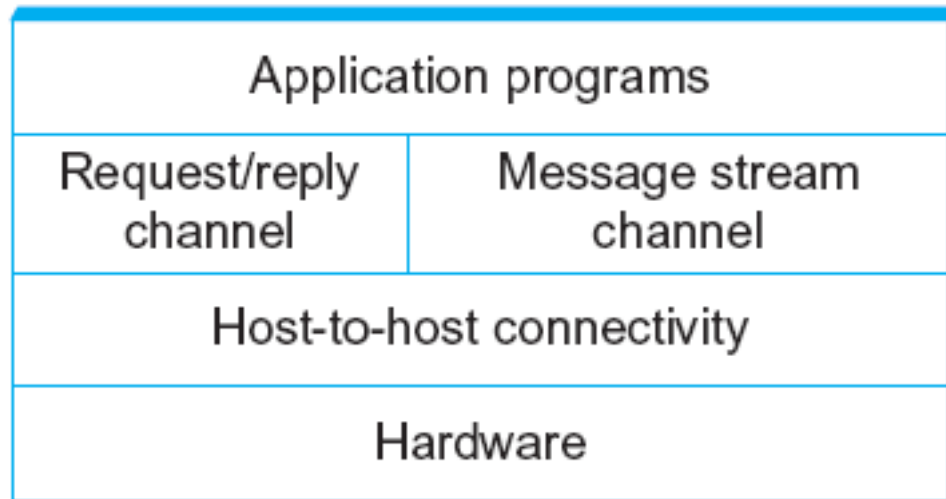 Application programs
Request/reply
channel
Message stream
channel
Host-to-host connectivity
Hardware